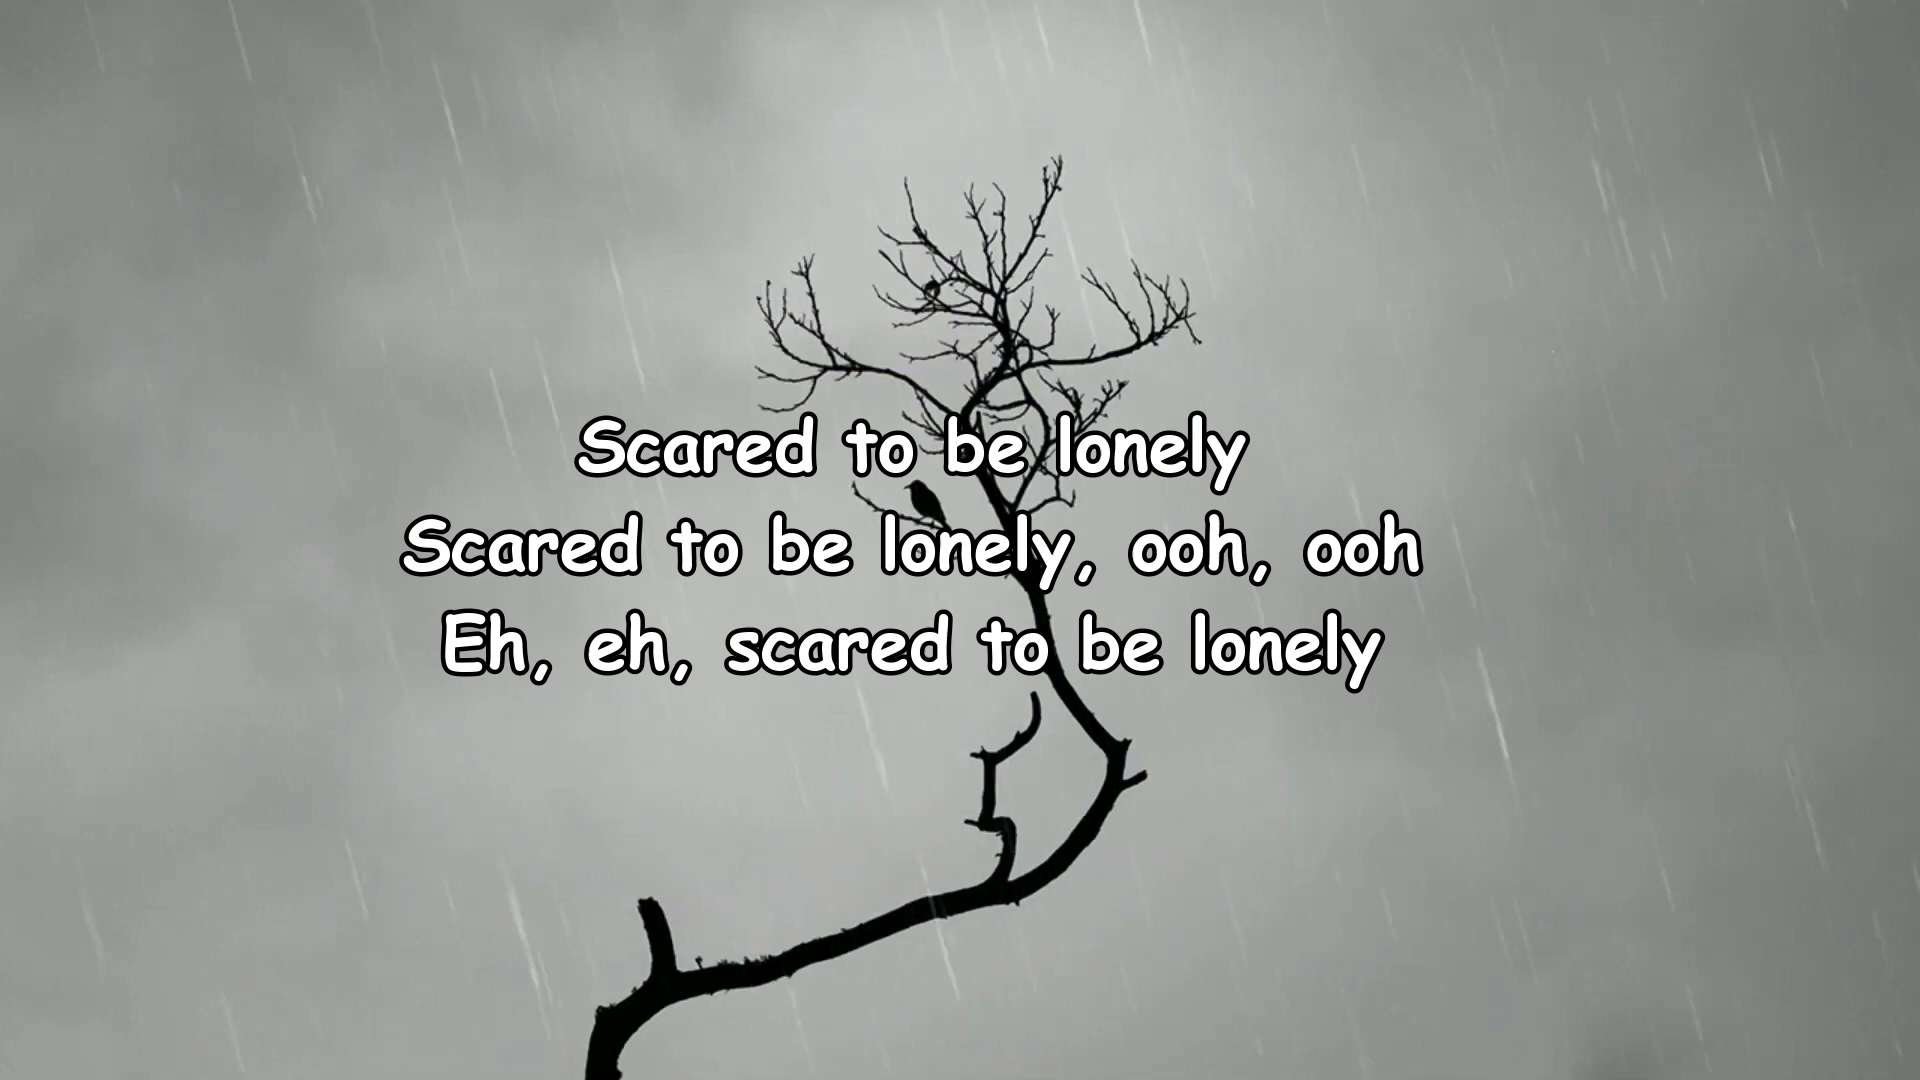 Scared to be lonely
Scared to be lonely, ooh, ooh
Eh, eh, scared to be lonely